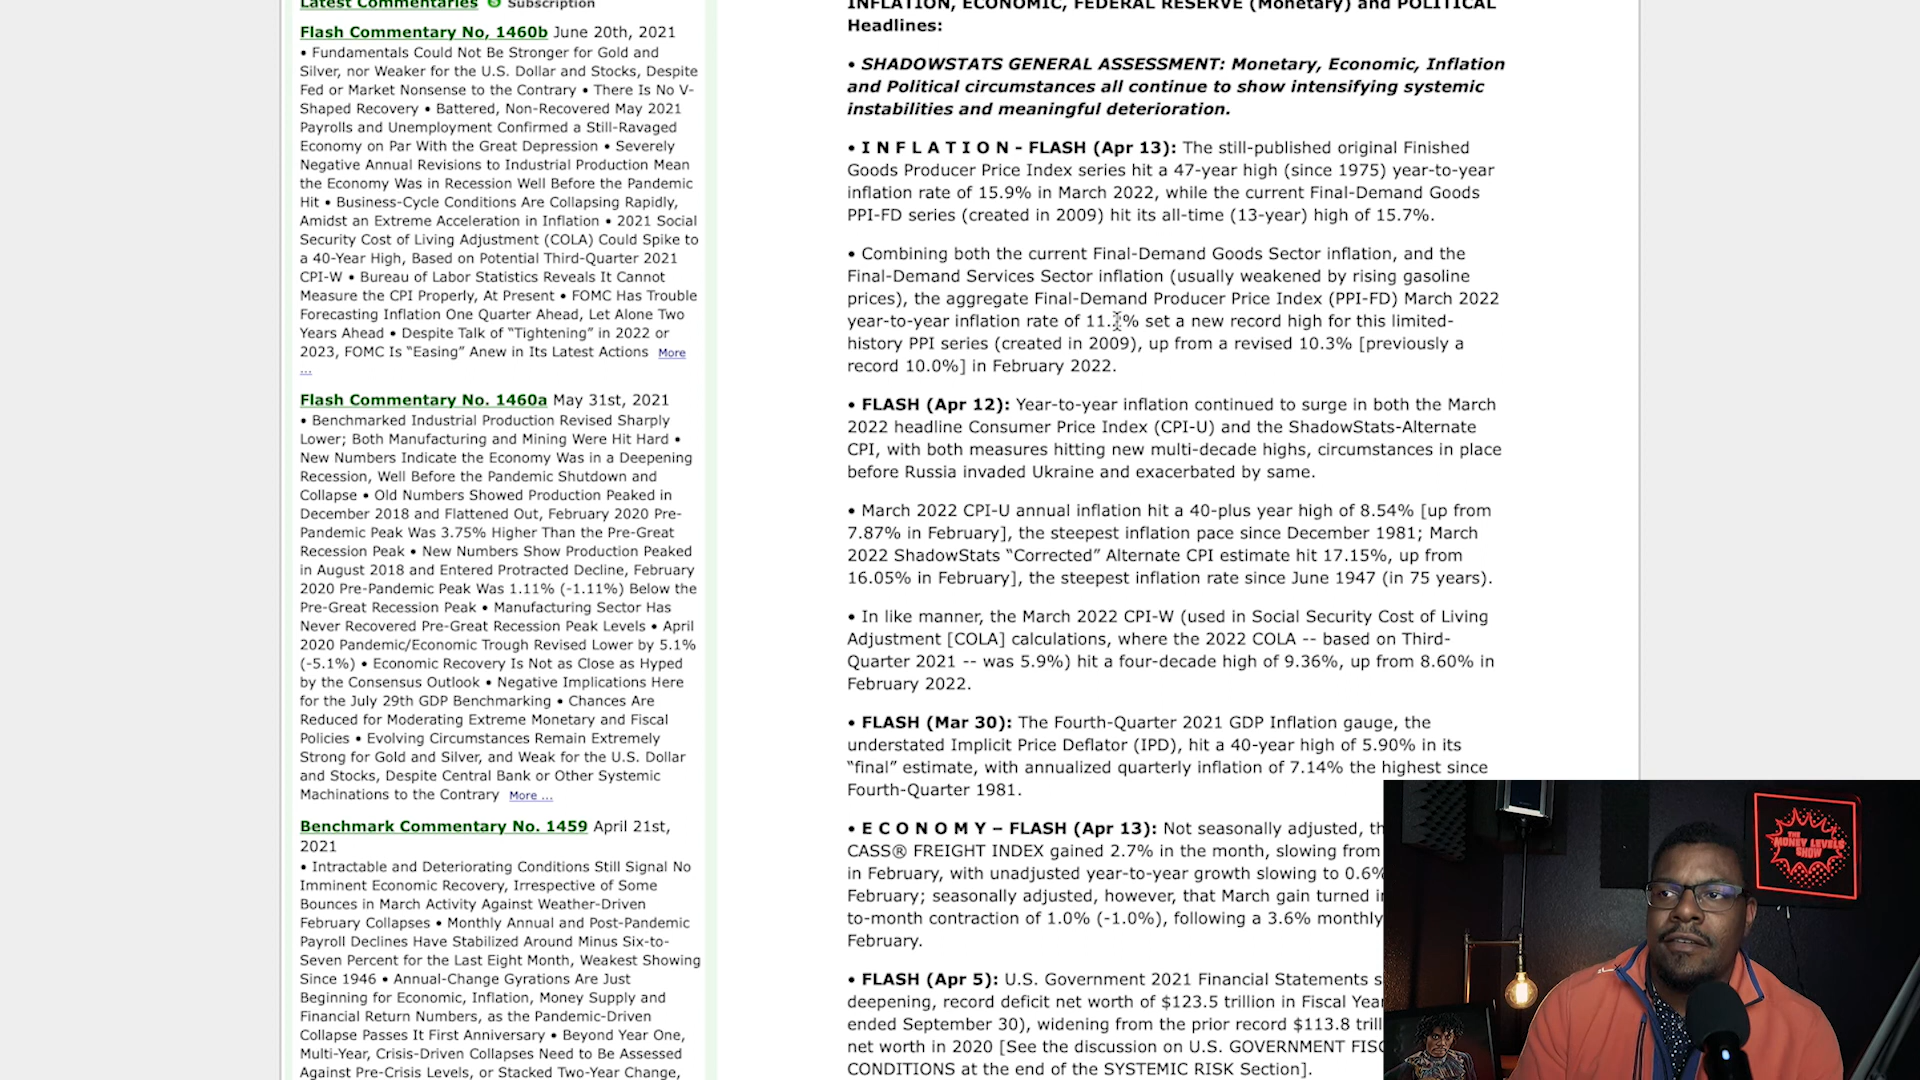 Latest Commentaries Subscription
Flash Commentary No, 1460b June 20th, 2021
• Fundamentals Could Not Be Stronger for Gold and
Silver, nor Weaker for the U.S. Dollar and Stocks, Despite
Fed or Market Nonsense to the Contrary • There Is No V-
Shaped Recovery • Battered, Non-Recovered May 2021
Payrolls and Unemployment Confirmed a Still-Ravaged
Economy on Par With the Great Depression • Severely
Negative Annual Revisions to Industrial Production Mean
the Economy Was in Recession Well Before the Pandemic
Hit • Business-Cycle Conditions Are Collapsing Rapidly,
Amidst an Extreme Acceleration in Inflation • 2021 Social
Security Cost of Living Adjustment (COLA) Could Spike to
a 40-Year High, Based on Potential Third-Quarter 2021
CPI-W • Bureau of Labor Statistics Reveals It Cannot
Measure the CPI Properly, At Present • FOMC Has Trouble
Forecasting Inflation One Quarter Ahead, Let Alone Two
Years Ahead • Despite Talk of “Tightening” in 2022 or
2023, FOMC Is “Easing” Anew in Its Latest Actions More
...
Flash Commentary No. 1460a May 31st, 2021
• Benchmarked Industrial Production Revised Sharply
Lower; Both Manufacturing and Mining Were Hit Hard •
New Numbers Indicate the Economy Was in a Deepening
Recession, Well Before the Pandemic Shutdown and
Collapse • Old Numbers Showed Production Peaked in
December 2018 and Flattened Out, February 2020 Pre-
Pandemic Peak Was 3.75% Higher Than the Pre-Great
Recession Peak • New Numbers Show Production Peaked
in August 2018 and Entered Protracted Decline, February
2020 Pre-Pandemic Peak Was 1.11% (-1.11%) Below the
Pre-Great Recession Peak • Manufacturing Sector Has
Never Recovered Pre-Great Recession Peak Levels • April
2020 Pandemic/Economic Trough Revised Lower by 5.1%
(-5.1%) • Economic Recovery Is Not as Close as Hyped
by the Consensus Outlook • Negative Implications Here
for the July 29th GDP Benchmarking • Chances Are
Reduced for Moderating Extreme Monetary and Fiscal
Policies • Evolving Circumstances Remain Extremely
Strong for Gold and Silver, and Weak for the U.S. Dollar
and Stocks, Despite Central Bank or Other Systemic
Machinations to the Contrary More ...
Benchmark Commentary No. 1459 April 21st,
2021
• Intractable and Deteriorating Conditions Still Signal No
Imminent Economic Recovery, Irrespective of Some
Bounces in March Activity Against Weather-Driven
February Collapses • Monthly Annual and Post-Pandemic
Payroll Declines Have Stabilized Around Minus Six-to-
Seven Percent for the Last Eight Month, Weakest Showing
Since 1946 • Annual-Change Gyrations Are Just
Beginning for Economic, Inflation, Money Supply and
Financial Return Numbers, as the Pandemic-Driven
Collapse Passes It First Anniversary • Beyond Year One,
Multi-Year, Crisis-Driven Collapses Need to Be Assessed
Against Pre-Crisis Levels, or Stacked Two-Year Change,
INFLATION, ECONOMIC, FEDERAL RESERVE (Monetary) and POLITICAL
Headlines:
• SHADOWSTATS GENERAL ASSESSMENT: Monetary, Economic, Inflation
and Political circumstances all continue to show intensifying systemic
instabilities and meaningful deterioration.
• I N F L A T I O N - FLASH (Apr 13): The still-published original Finished
Goods Producer Price Index series hit a 47-year high (since 1975) year-to-year
inflation rate of 15.9% in March 2022, while the current Final-Demand Goods
PPI-FD series (created in 2009) hit its all-time (13-year) high of 15.7%.
• Combining both the current Final-Demand Goods Sector inflation, and the
Final-Demand Services Sector inflation (usually weakened by rising gasoline
prices), the aggregate Final-Demand Producer Price Index (PPI-FD) March 2022
year-to-year inflation rate of set a new record high for this limited-
history PPI series (created in 2009), up from a revised 10.3% [previously a
record 10.0%] in February 2022.
• FLASH (Apr 12): Year-to-year inflation continued to surge in both the March
2022 headline Consumer Price Index (CPI-U) and the ShadowStats-Alternate
CPI, with both measures hitting new multi-decade highs, circumstances in place
before Russia invaded Ukraine and exacerbated by same.
• March 2022 CPI-U annual inflation hit a 40-plus year high of 8.54% [up from
7.87% in February], the steepest inflation pace since December 1981; March
2022 ShadowStats “Corrected” Alternate CPI estimate hit 17.15%, up from
16.05% in February], the steepest inflation rate since June 1947 (in 75 years).
• In like manner, the March 2022 CPI-W (used in Social Security Cost of Living
Adjustment [COLA] calculations, where the 2022 COLA -- based on Third-
Quarter 2021 -- was 5.9%) hit a four-decade high of 9.36%, up from 8.60% in
February 2022.
• FLASH (Mar 30): The Fourth-Quarter 2021 GDP Inflation gauge, the
understated Implicit Price Deflator (IPD), hit a 40-year high of 5.90% in its
“final” estimate, with annualized quarterly inflation of 7.14% the highest since
Fourth-Quarter 1981.
• E C O N O M Y – FLASH (Apr 13): Not seasonally adjusted, th
CASS® FREIGHT INDEX gained 2.7% in the month, slowing from
in February, with unadjusted year-to-year growth slowing to 0.6%
February; seasonally adjusted, however, that March gain turned i
to-month contraction of 1.0% (-1.0%), following a 3.6% monthly
February.
• FLASH (Apr 5): U.S. Government 2021 Financial Statements s
deepening, record deficit net worth of $123.5 trillion in Fiscal Yea
ended September 30), widening from the prior record $113.8 trill
net worth in 2020 [See the discussion on U.S. GOVERNMENT FISC
CONDITIONS at the end of the SYSTEMIC RISK Section].
THE
MONEY LEVELS
SHOW